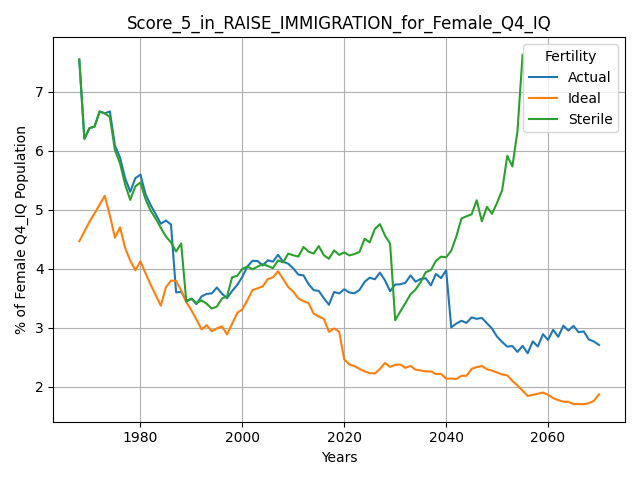 Score_5_in_RAISE_IMMIGRATION_for_Female_Q4_IQ
Fertility
Actual
Ideal
Sterile
% of Female Q4_IQ Population
7
6
5
4
3
2
1980
2000
2020
2040
2060
Years